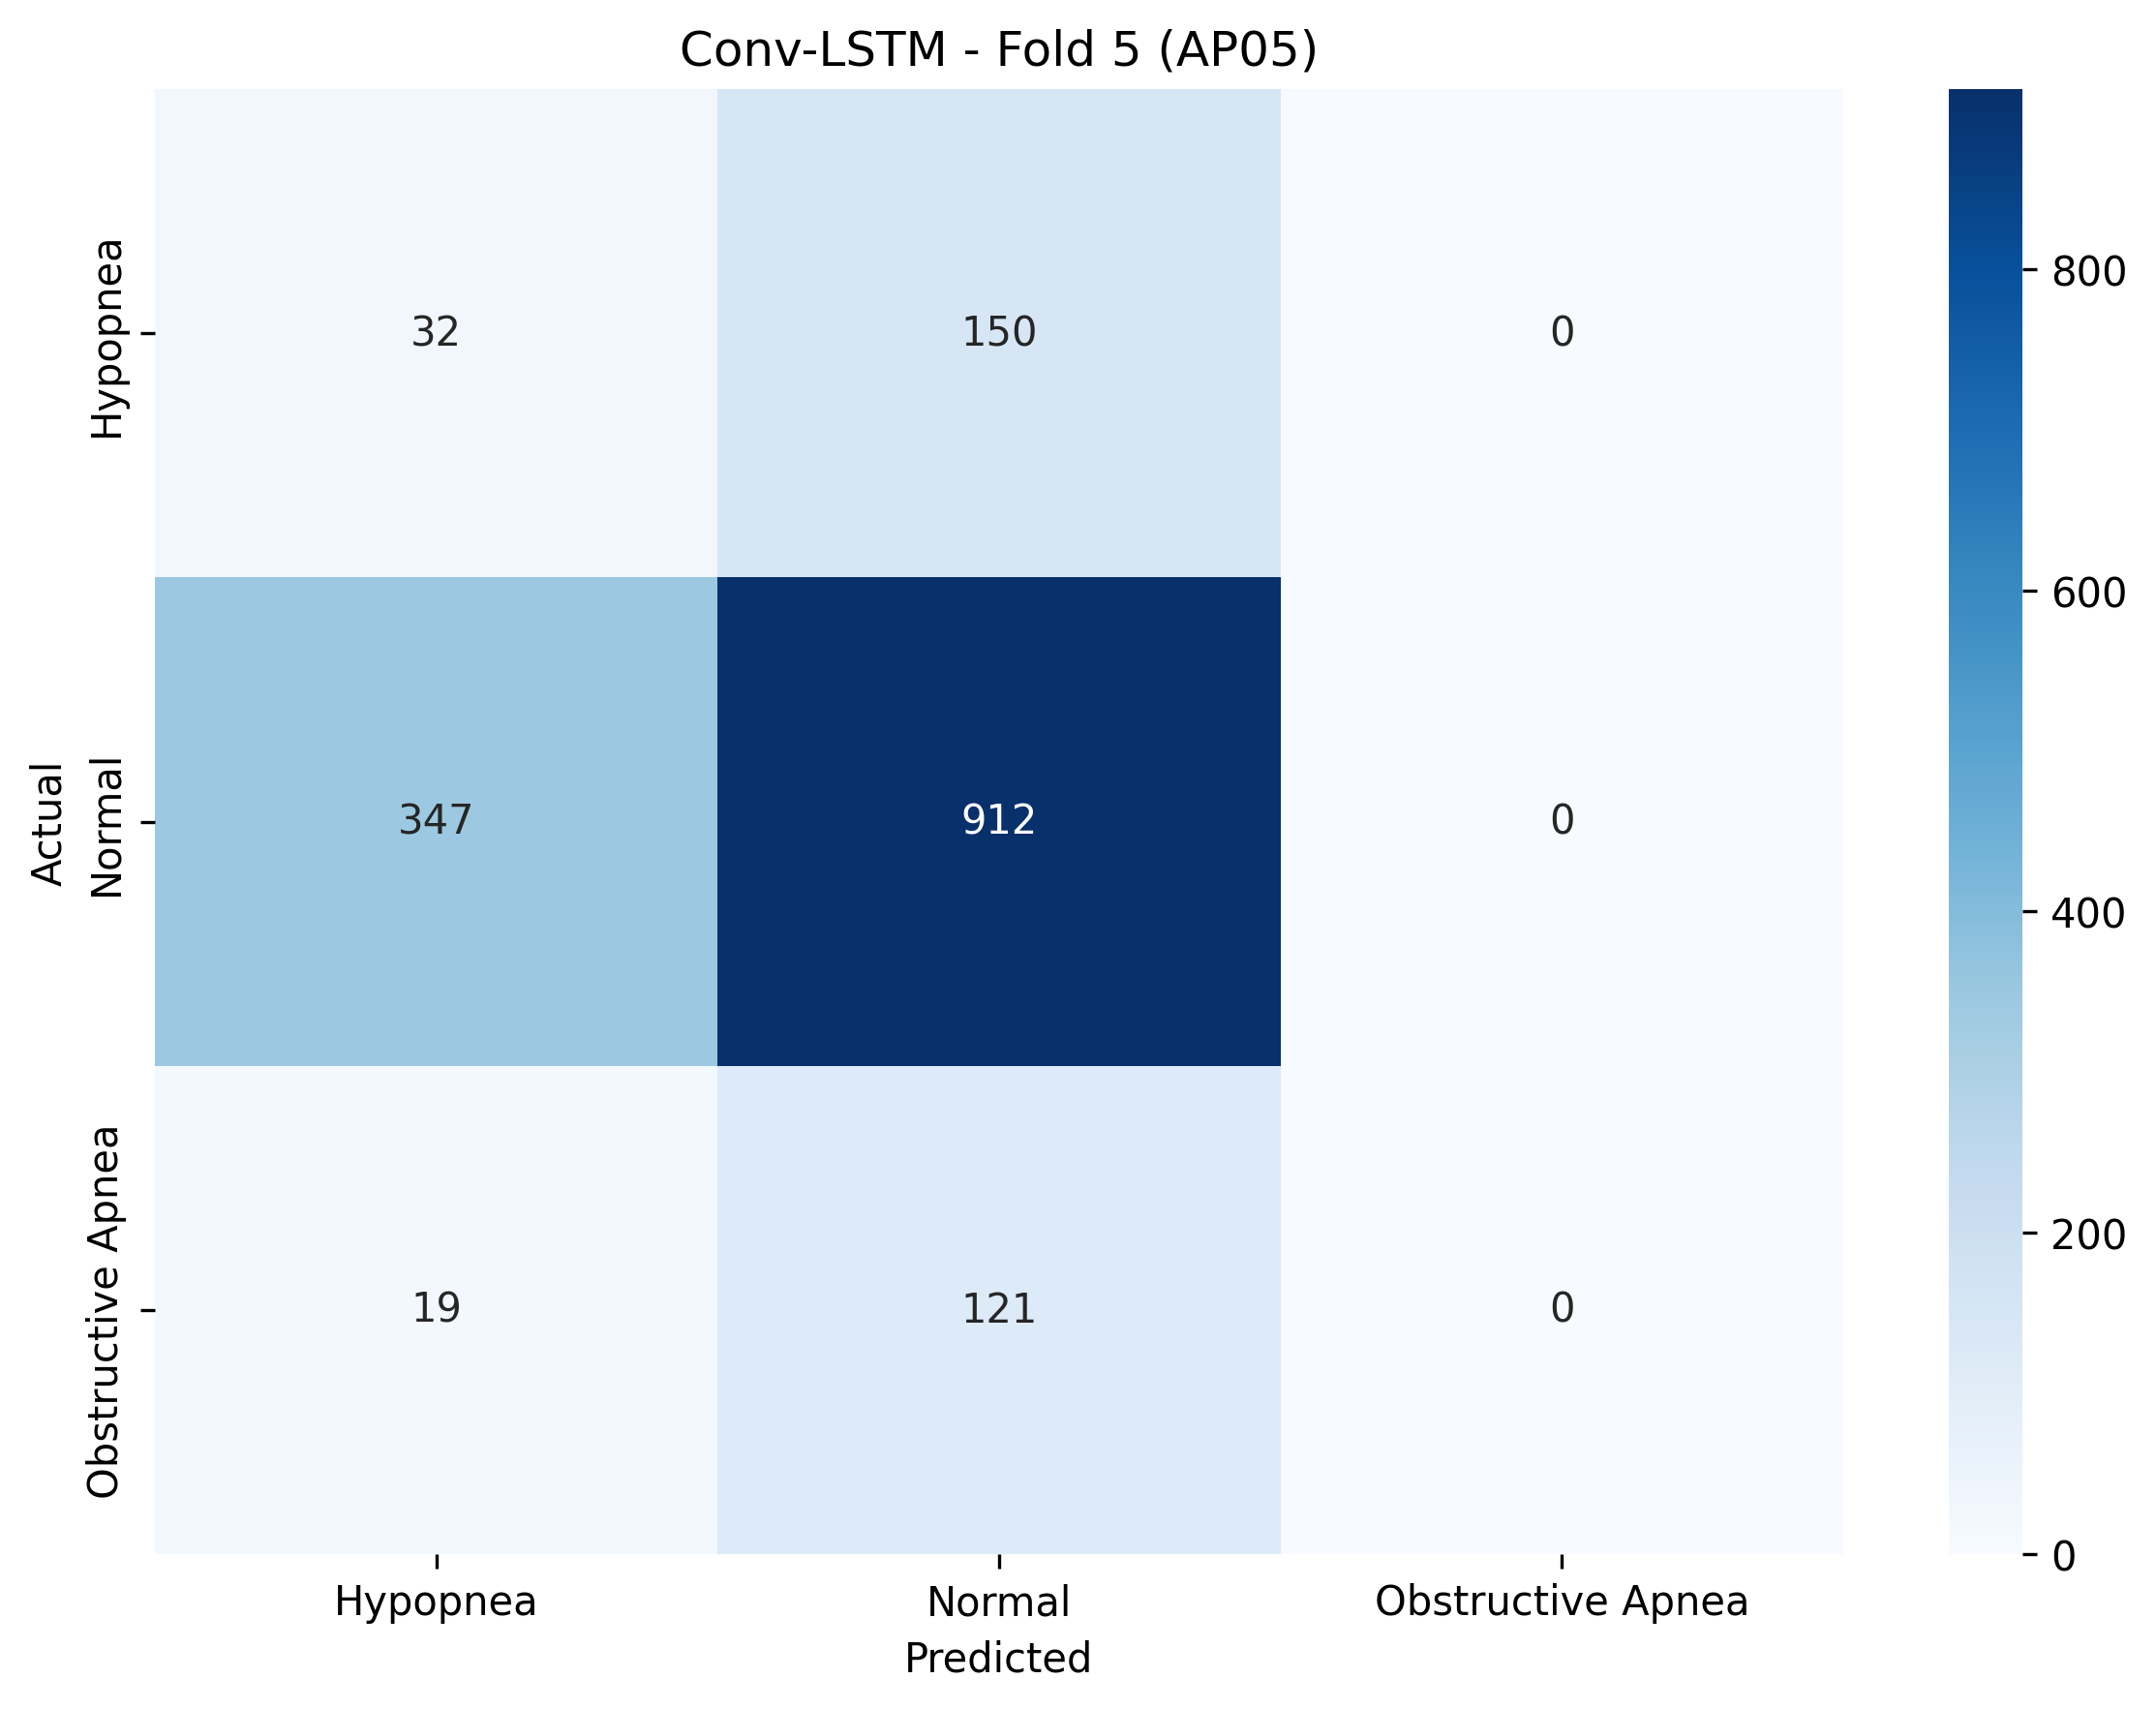 Conv-LSTM - Fold 5 (AP05)
Actual
Hypopnea
32 150 0
Normal
347 912 0
Obstructive Apnea
19 121 0
Hypopnea Normal Obstructive Apnea
Predicted
800
600
400
200
0